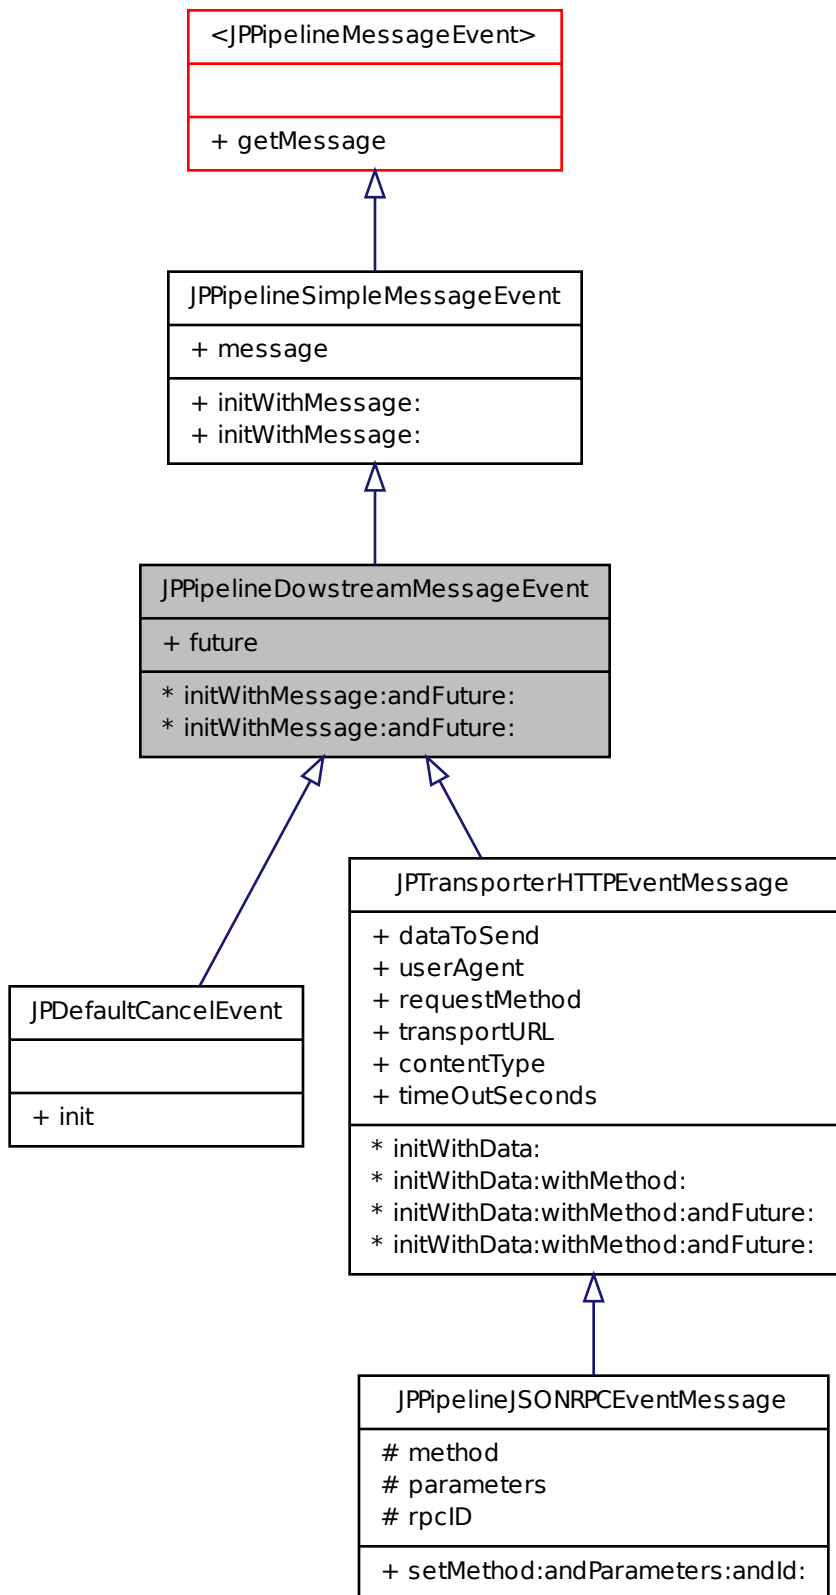 <JPPipelineMessageEvent>
+ getMessage
JPPipelineSimpleMessageEvent
+ message
+ initWithMessage:
+ initWithMessage:
JPPipelineDowstreamMessageEvent
+ future
* initWithMessage:andFuture:
* initWithMessage:andFuture:
JPTransporterHTTPEventMessage
+ dataToSend
+ userAgent
+ requestMethod
+ transportURL
+ contentType
+ timeOutSeconds
* initWithData:
* initWithData:withMethod:
* initWithData:withMethod:andFuture:
* initWithData:withMethod:andFuture:
JPDefaultCancelEvent
+ init
JPPipelineJSONRPCEventMessage
# method
# parameters
# rpcID
+ setMethod:andParameters:andId: